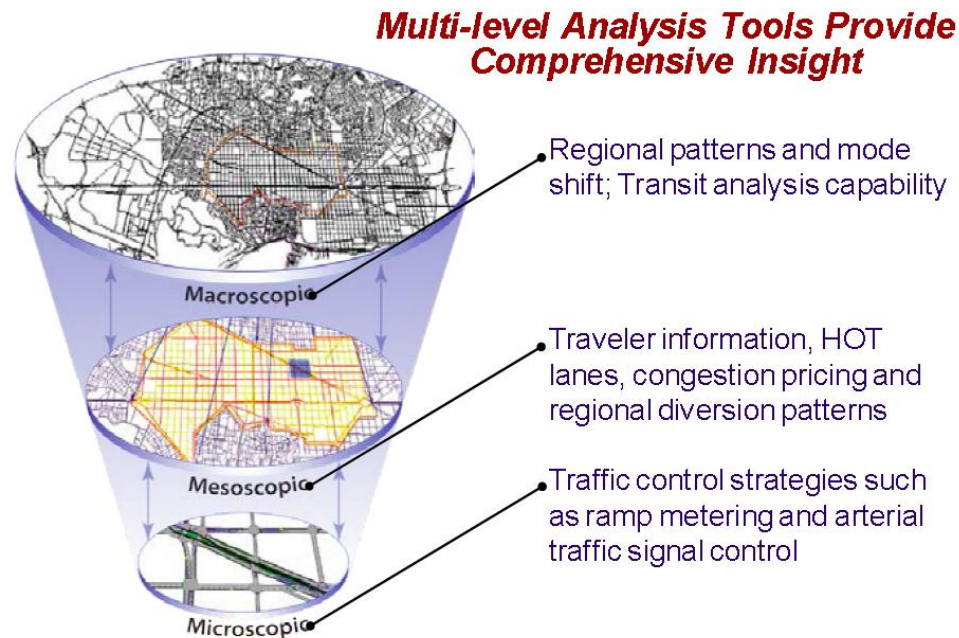 Multi-level Analysis Tools Provide
Comprehensive Insight
Regional patterns and mode
shift; Transit analysis capability
Macroscopic
Traveler information, HOT
lanes, congestion pricing and
regional diversion patterns
Mesoscopic
Traffic control strategies such
as ramp metering and arterial
traffic signal control
Microscopic